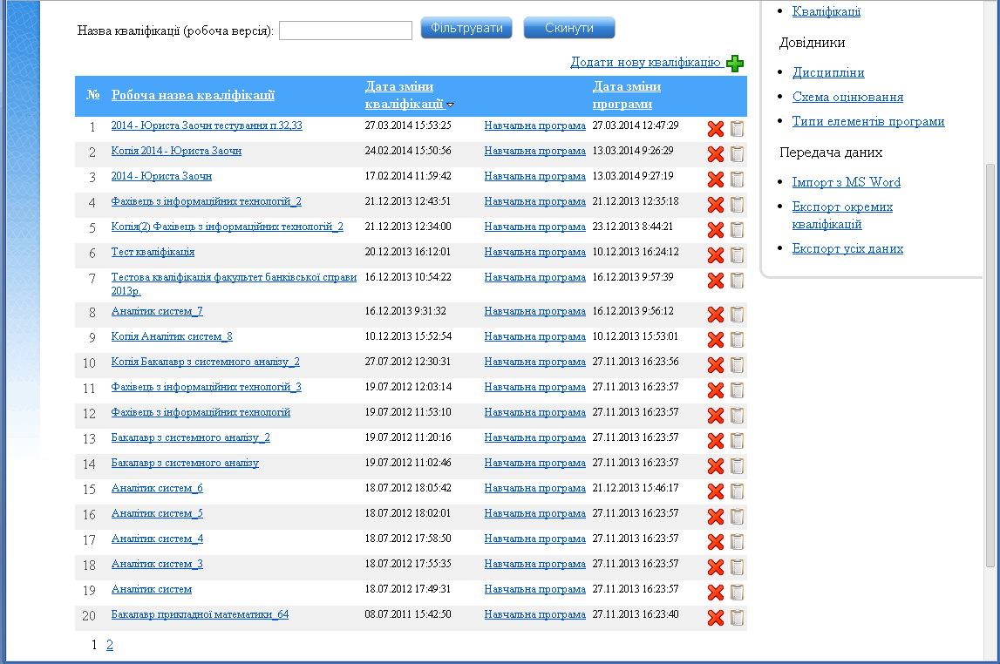 Назва кваліфікації (робоча версія):
Фільтрувати
Скинути
Додати нову кваліфікацію
№ Робоча назва кваліфікації Дата зміни кваліфікації Дата зміни програми
1 2014 - Юриста Заочн тестування п.32,33 27.03.2014 15:53:25 Навчальна програма 27.03.2014 12:47:29
2 Копія 2014 - Юриста Заочн 24.02.2014 15:50:56 Навчальна програма 13.03.2014 9:26:29
3 2014 - Юриста Заочн 17.02.2014 11:59:42 Навчальна програма 13.03.2014 9:27:19
4 Фахівець з інформаційних технологій_2 21.12.2013 12:43:51 Навчальна програма 21.12.2013 12:35:18
5 Копія(2) Фахівець з інформаційних технологій_2 21.12.2013 12:34:00 Навчальна програма 23.12.2013 8:44:21
6 Тест кваліфікація 20.12.2013 16:12:01 Навчальна програма 10.12.2013 16:24:12
7 Тестова кваліфікація факультет банківської справи 16.12.2013 10:54:22 Навчальна програма 16.12.2013 9:57:39
2013р.
8 Аналітик систем_7 16.12.2013 9:31:32 Навчальна програма 16.12.2013 9:56:12
9 Копія Аналітик систем_8 10.12.2013 15:52:54 Навчальна програма 10.12.2013 15:53:01
10 Копія Бакалавр з системного аналізу_2 27.07.2012 12:30:31 Навчальна програма 27.11.2013 16:23:56
11 Фахівець з інформаційних технологій_3 19.07.2012 12:03:14 Навчальна програма 27.11.2013 16:23:57
12 Фахівець з інформаційних технологій 19.07.2012 11:53:10 Навчальна програма 27.11.2013 16:23:57
13 Бакалавр з системного аналізу_2 19.07.2012 11:20:16 Навчальна програма 27.11.2013 16:23:57
14 Бакалавр з системного аналізу 19.07.2012 11:02:46 Навчальна програма 27.11.2013 16:23:57
15 Аналітик систем_6 18.07.2012 18:05:42 Навчальна програма 21.12.2013 15:46:17
16 Аналітик систем_5 18.07.2012 18:02:01 Навчальна програма 27.11.2013 16:23:57
17 Аналітик систем_4 18.07.2012 17:58:50 Навчальна програма 27.11.2013 16:23:57
18 Аналітик систем_3 18.07.2012 17:55:35 Навчальна програма 27.11.2013 16:23:57
19 Аналітик систем 18.07.2012 17:49:31 Навчальна програма 27.11.2013 16:23:57
20 Бакалавр прикладної математики_64 08.07.2011 15:42:50 Навчальна програма 27.11.2013 16:23:40
1 2
Кваліфікації
Довідники
Дисципліни
Схема оцінювання
Типи елементів програми
Передача даних
Імпорт з MS Word
Експорт окремих
кваліфікацій
Експорт усіх даних